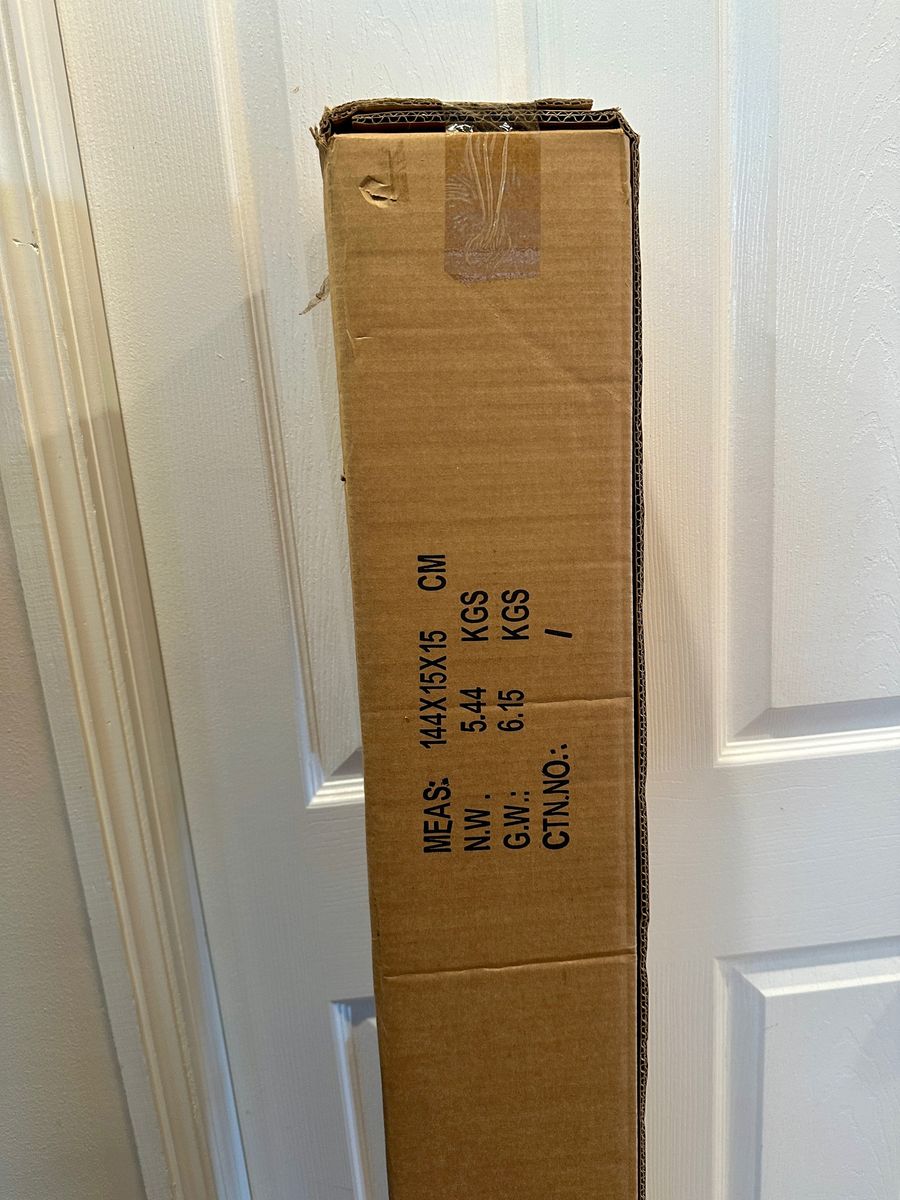 MEAS: 144X15X15 CM
N.W. 5.44 KGS
G.W.: 6.15 KGS
CTN.NO.: /